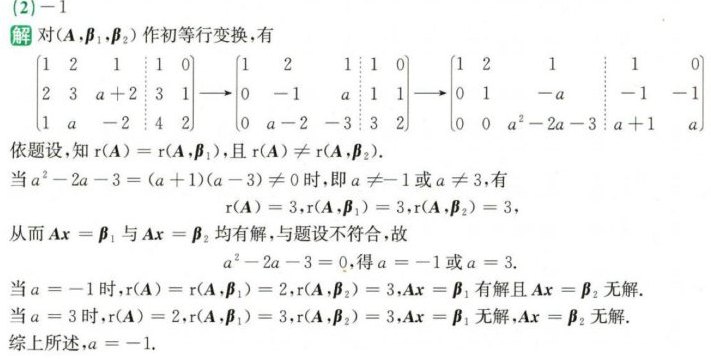 (2) -1
解 对(A,β₁,β₂)作初等行变换,有
(1 2 1 ┊ 1 0) (1 2 1 ┊ 1 0) (1 2 1 ┊ 1 0)
(2 3 a+2 ┊ 3 1) → (0 -1 a ┊ 1 1) → (0 1 -a ┊ -1 -1)
(1 a -2 ┊ 4 2) (0 a-2 -3 ┊ 3 2) (0 0 a²-2a-3 ┊ a+1 a)
依题设,知 r(A) = r(A,β₁),且 r(A) ≠ r(A,β₂).
当 a²-2a-3 = (a+1)(a-3) ≠ 0 时,即 a ≠ -1 或 a ≠ 3,有
r(A) = 3,r(A,β₁) = 3,r(A,β₂) = 3,
从而 Ax = β₁ 与 Ax = β₂ 均有解,与题设不符合,故
a²-2a-3 = 0,得 a = -1 或 a = 3.
当 a = -1 时,r(A) = r(A,β₁) = 2,r(A,β₂) = 3,Ax = β₁ 有解且 Ax = β₂ 无解.
当 a = 3 时,r(A) = 2,r(A,β₁) = 3,r(A,β₂) = 3,Ax = β₁ 无解,Ax = β₂ 无解.
综上所述,a = -1.